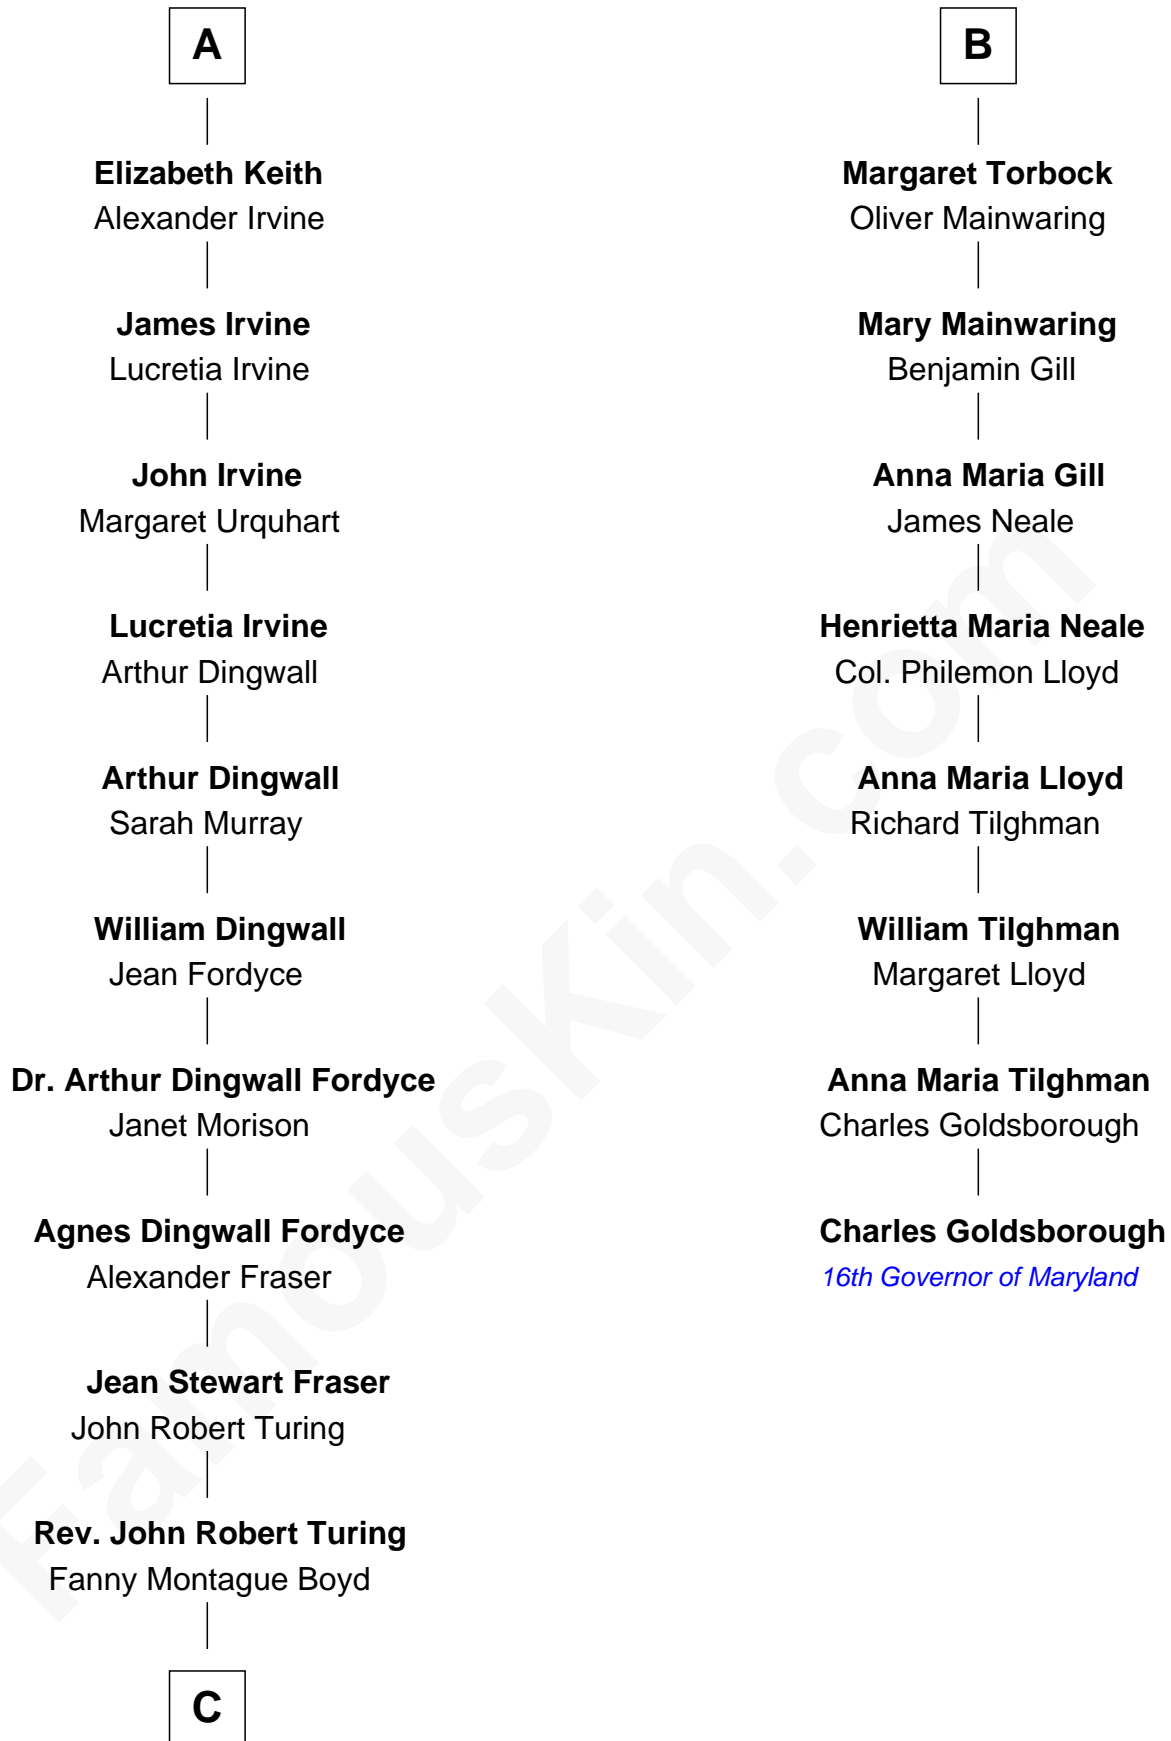 A
Elizabeth Keith
Alexander Irvine
James Irvine
Lucretia Irvine
John Irvine
Margaret Urquhart
Lucretia Irvine
Arthur Dingwall
Arthur Dingwall
Sarah Murray
William Dingwall
Jean Fordyce
Dr. Arthur Dingwall Fordyce
Janet Morison
Agnes Dingwall Fordyce
Alexander Fraser
Jean Stewart Fraser
John Robert Turing
Rev. John Robert Turing
Fanny Montague Boyd
C
B
Margaret Torbock
Oliver Mainwaring
Mary Mainwaring
Benjamin Gill
Anna Maria Gill
James Neale
Henrietta Maria Neale
Col. Philemon Lloyd
Anna Maria Lloyd
Richard Tilghman
William Tilghman
Margaret Lloyd
Anna Maria Tilghman
Charles Goldsborough
Charles Goldsborough
16th Governor of Maryland
FamousKin.com